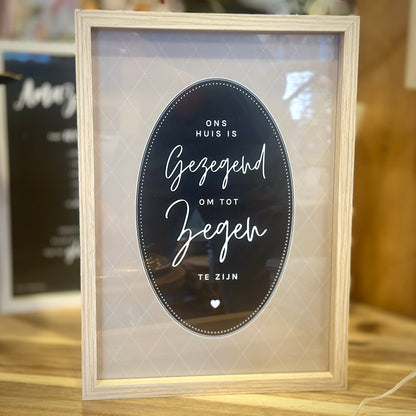 ONS
HUIS IS
Gezegend
OM TOT
Zegen
TE ZIJN